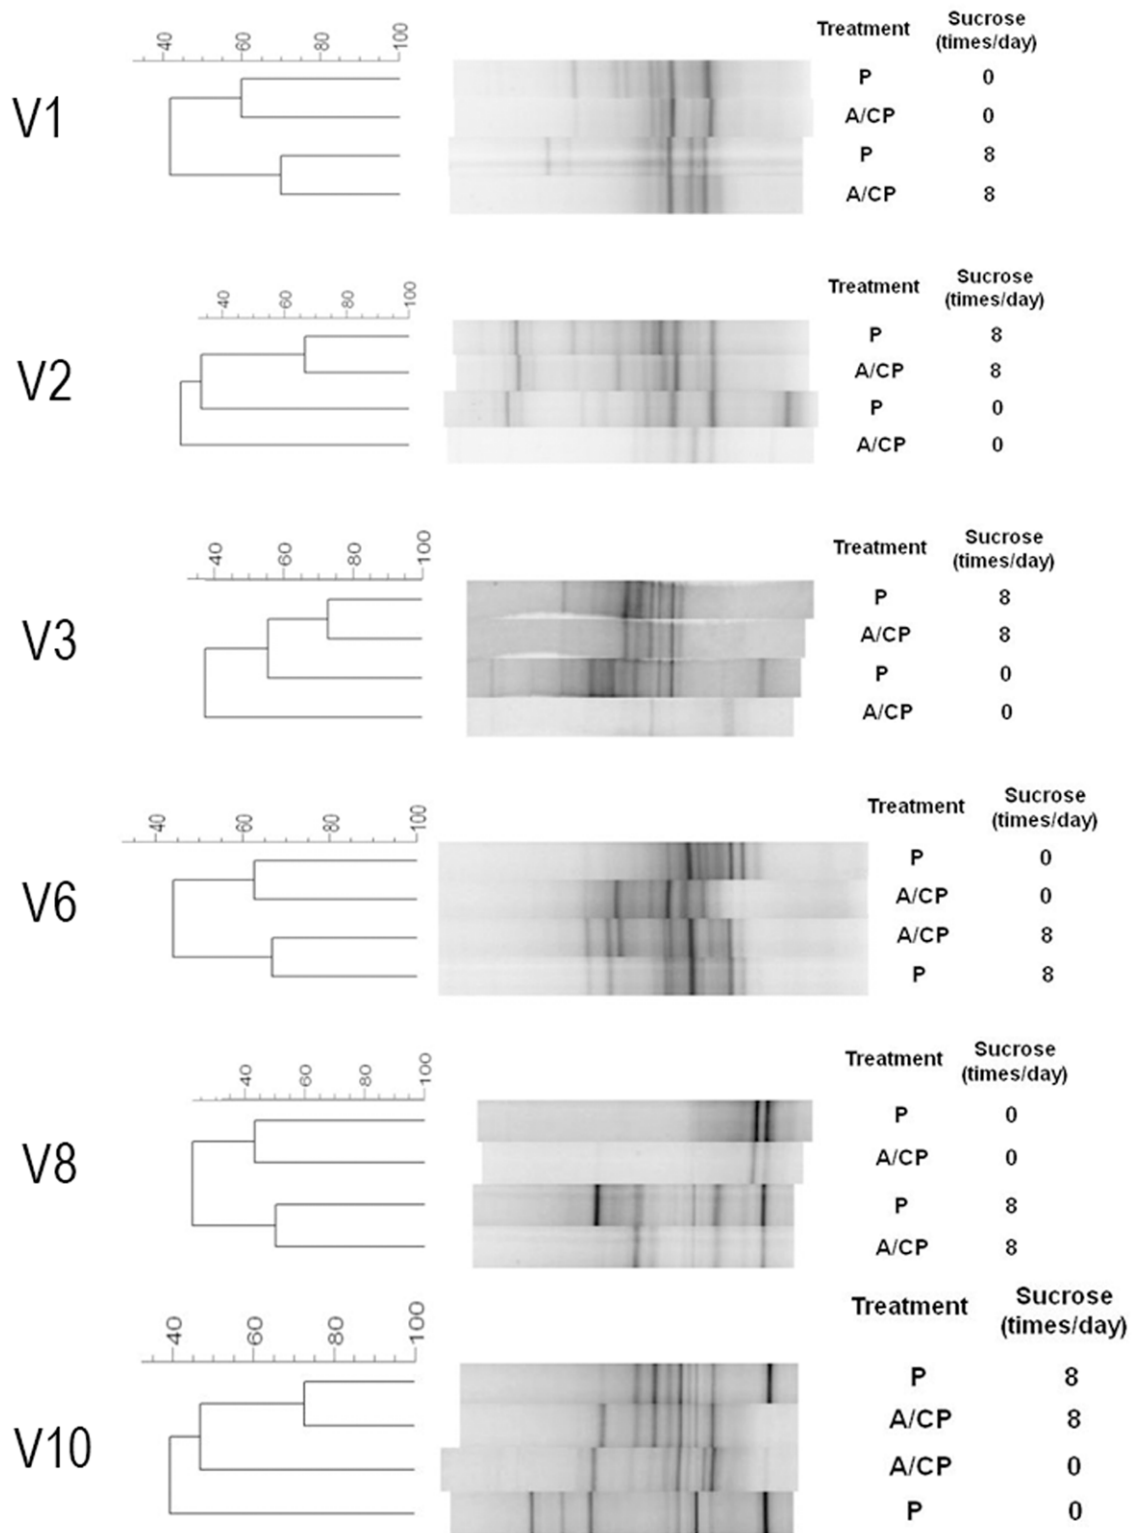 Treatment Sucrose
(times/day)
40 60 80 100
V1
P 0
A/CP 0
P 8
A/CP 8
Treatment Sucrose
(times/day)
40 60 80 100
V2
P 8
A/CP 8
P 0
A/CP 0
Treatment Sucrose
(times/day)
40 60 80 100
V3
P 8
A/CP 8
P 0
A/CP 0
Treatment Sucrose
(times/day)
40 60 80 100
V6
P 0
A/CP 0
A/CP 8
P 8
Treatment Sucrose
(times/day)
40 60 80 100
V8
P 0
A/CP 0
P 8
A/CP 8
Treatment Sucrose
(times/day)
40 60 80 100
V10
P 8
A/CP 8
A/CP 0
P 0